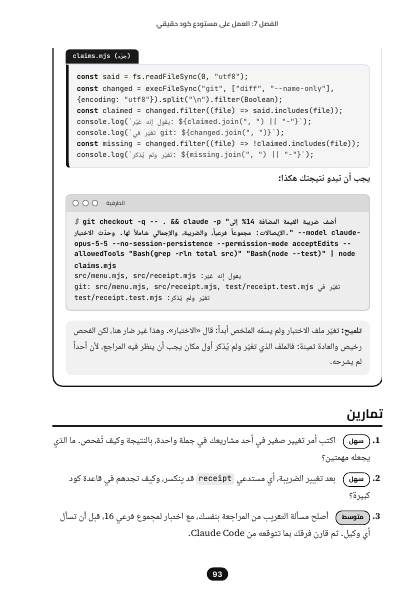 الفصل 7: العمل على مستودع كود حقيقي
claims.mjs (جزء)
const said = fs.readFileSync(0, "utf8");
const changed = execFileSync("git", ["diff", "--name-only"],
{encoding: "utf8"}).split("\n").filter(Boolean);
const claimed = changed.filter((file) => said.includes(file));
console.log(`يقول إنه غيّر: ${claimed.join(", ") || "-"}`);
console.log(`تغيّر في git: ${changed.join(", ")}`);
const missing = changed.filter((file) => !claimed.includes(file));
console.log(`تغيّر ولم يُذكر: ${missing.join(", ") || "-"}`);
يجب أن تبدو نتيجتك هكذا:
الطرفية
$ git checkout -q -- . && claude -p "أضف ضريبة القيمة المضافة 14% إلى
الإيصالات: مجموعاً فرعياً، والضريبة، والإجمالي شاملاً لها. وحدّث الاختبار." --model claude-
opus-5-5 --no-session-persistence --permission-mode acceptEdits --
allowedTools "Bash(grep -rln total src)" "Bash(node --test)" | node
claims.mjs
يقول إنه غيّر: src/menu.mjs, src/receipt.mjs
تغيّر في git: src/menu.mjs, src/receipt.mjs, test/receipt.test.mjs
تغيّر ولم يُذكر: test/receipt.test.mjs
تلميح: تغيّر ملف الاختبار ولم يسمّه الملخص أبداً: قال «الاختبار». وهذا غير ضار هنا، لكن الفحص
رخيص والعادة ثمينة: فالملف الذي تغيّر ولم يُذكر أول مكان يجب أن ينظر فيه المراجع، لأن أحداً
لم يشرحه.
تمارين
1. سهل اكتب أمر تغيير صغير في أحد مشاريعك في جملة واحدة، بالنتيجة وكيف تُفحص. ما الذي
يجعله مهمتين؟
2. سهل بعد تغيير الضريبة، أي مستدعي receipt قد ينكسر، وكيف تجدهم في قاعدة كود
كبيرة؟
3. متوسط أصلح مسألة التقريب من المراجعة بنفسك، مع اختبار لمجموع فرعي 16، قبل أن تسأل
أي وكيل. ثم قارن فرقك بما تتوقعه من Claude Code.
93